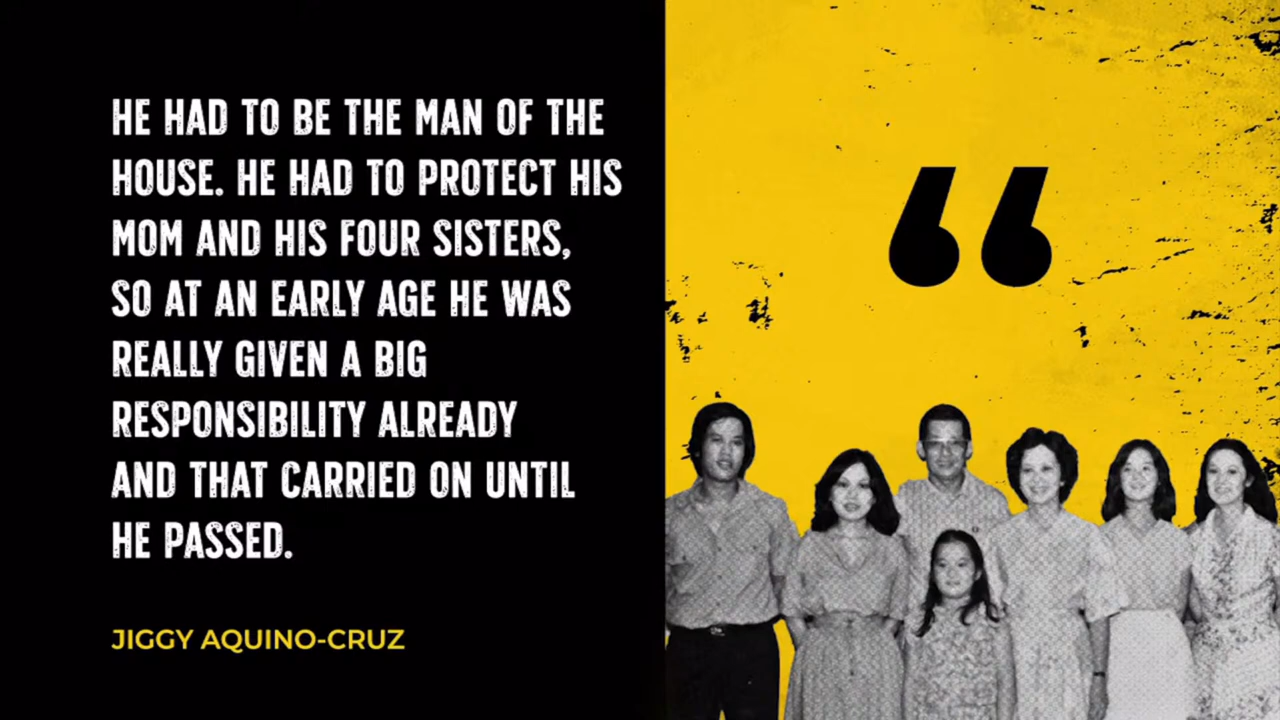 HE HAD TO BE THE MAN OF THE
HOUSE. HE HAD TO PROTECT HIS
MOM AND HIS FOUR SISTERS,
SO AT AN EARLY AGE HE WAS
REALLY GIVEN A BIG
RESPONSIBILITY ALREADY
AND THAT CARRIED ON UNTIL
HE PASSED.
JIGGY AQUINO-CRUZ
“